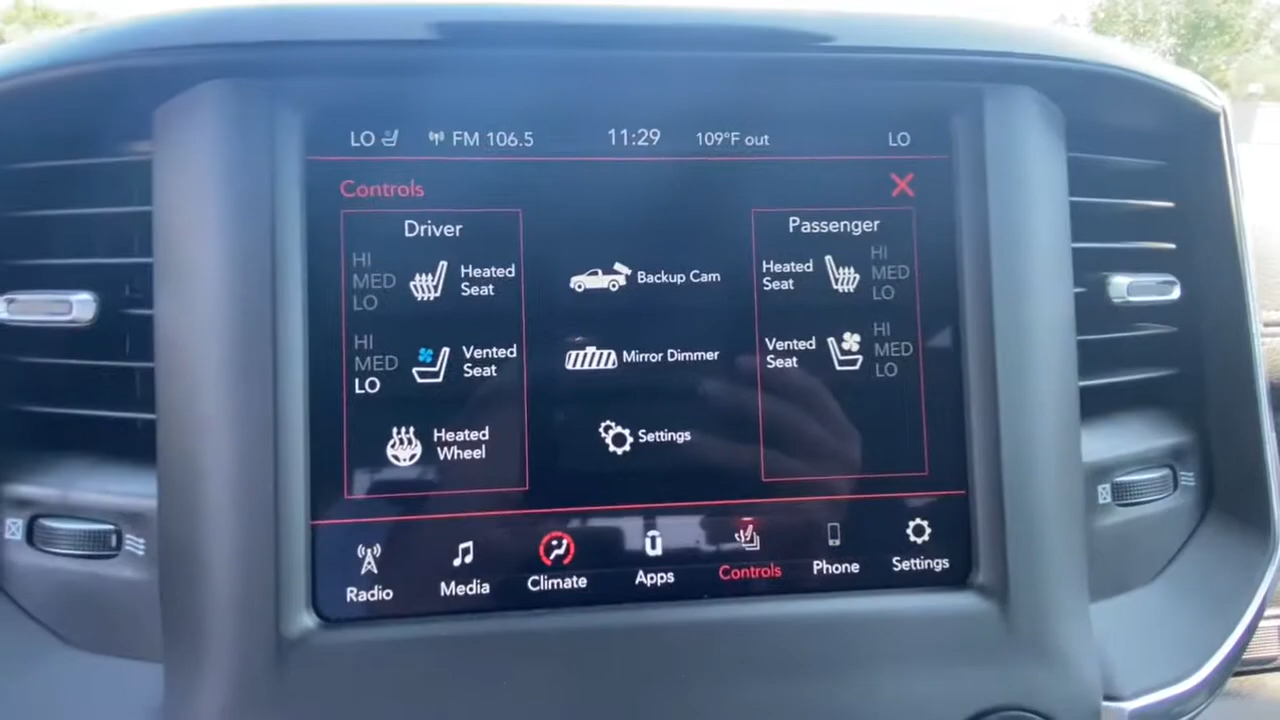 LO FM 106.5 11:29 109°F out LO
Controls
Driver
HI
MED
LO
Heated
Seat
HI
MED
LO
Vented
Seat
Heated
Wheel
Backup Cam
Mirror Dimmer
Settings
Passenger
Heated
Seat
HI
MED
LO
Vented
Seat
HI
MED
LO
Radio
Media
Climate
Apps
Controls
Phone
Settings